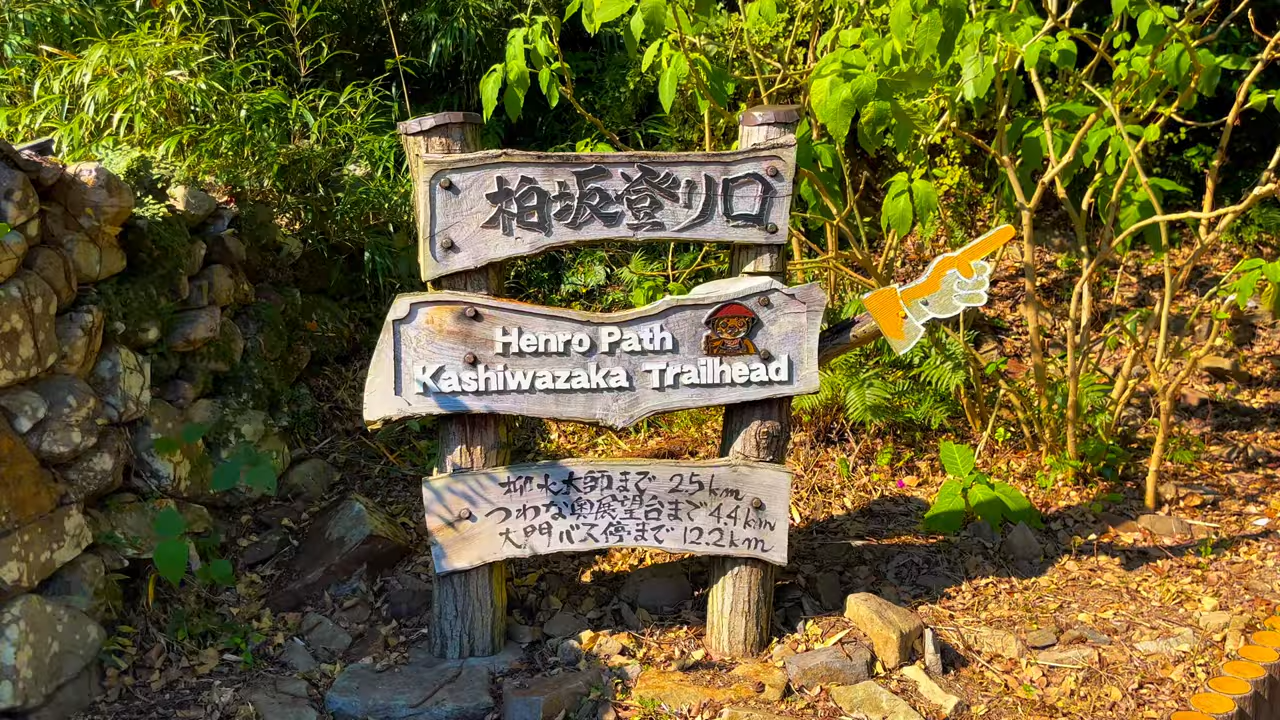 柏坂登り口
Henro Path
Kashiwazaka Trailhead
柳水大師まで 2.5km
つわな奥展望台まで 4.4km
大門バス停まで 12.2km